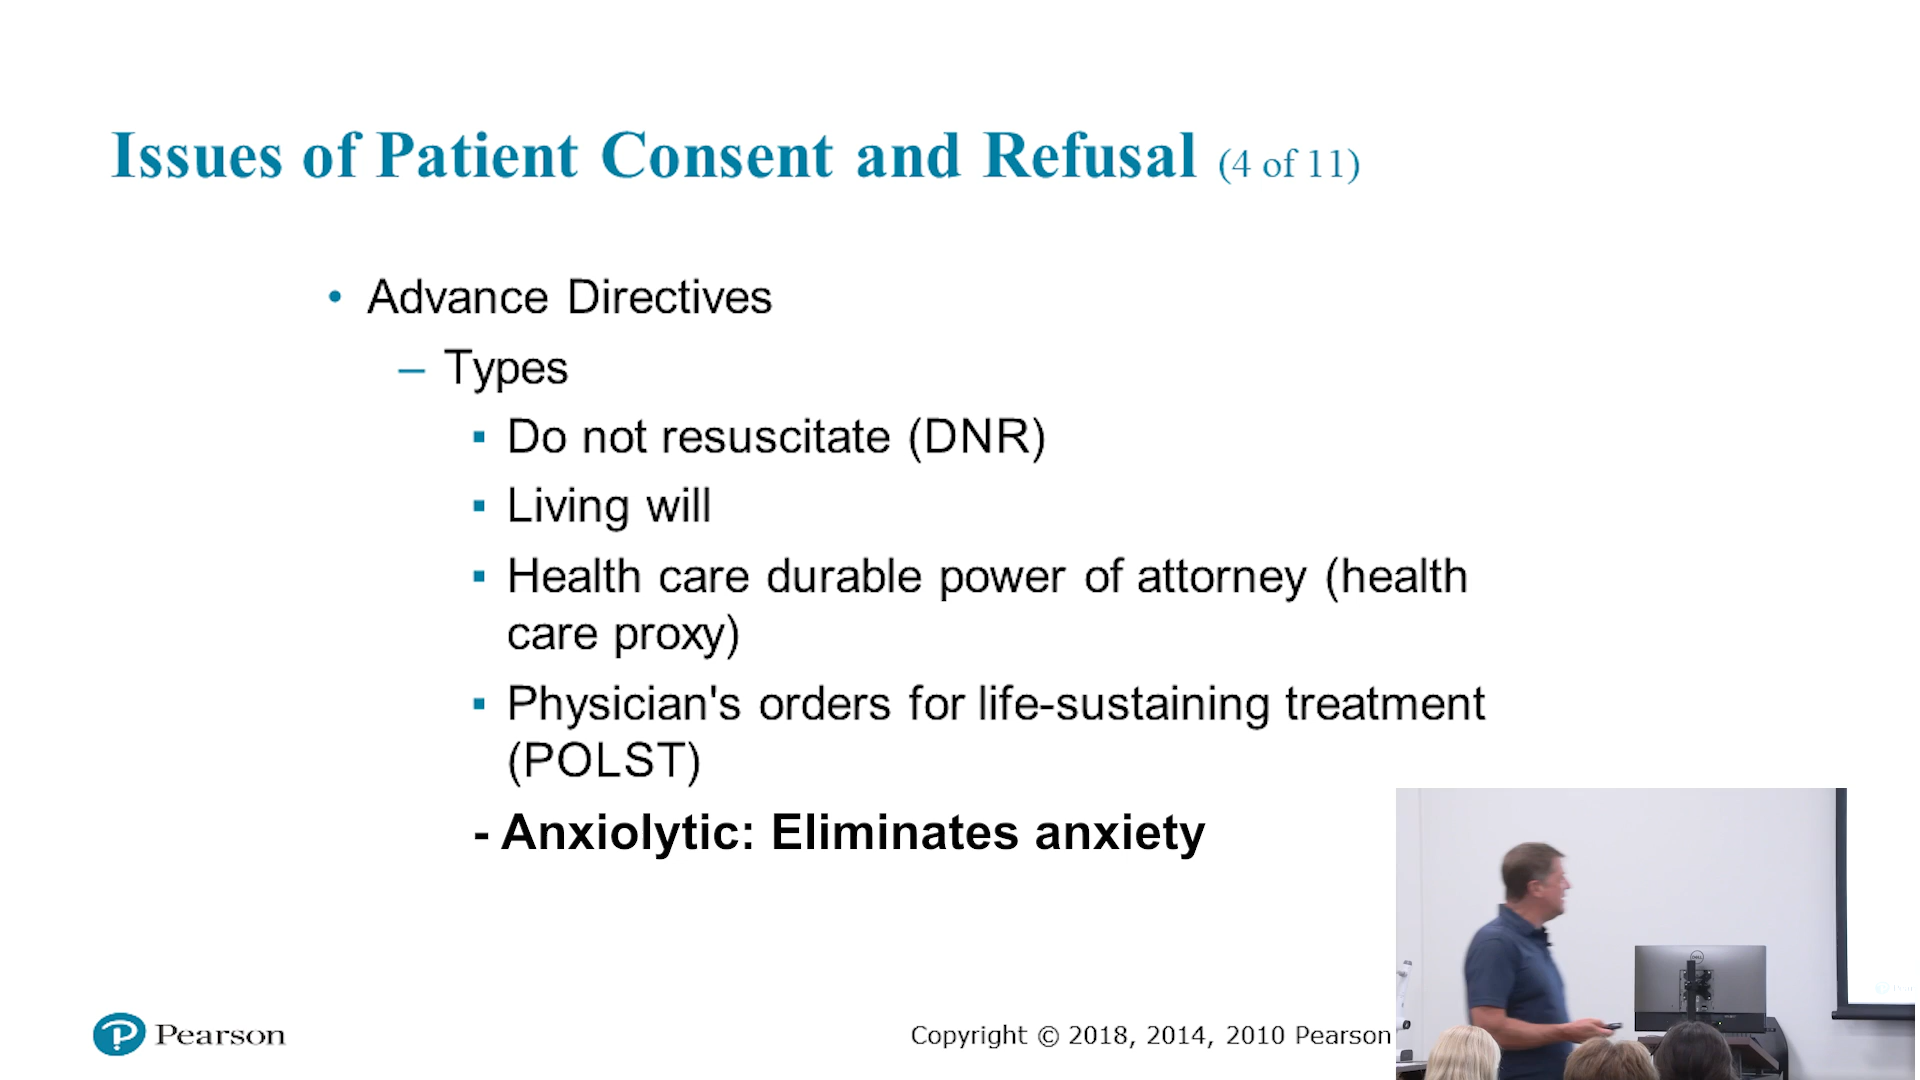 Issues of Patient Consent and Refusal (4 of 11)
• Advance Directives
– Types
▪ Do not resuscitate (DNR)
▪ Living will
▪ Health care durable power of attorney (health
care proxy)
▪ Physician's orders for life-sustaining treatment
(POLST)
- Anxiolytic: Eliminates anxiety
Pearson
Copyright © 2018, 2014, 2010 Pearson
DELL